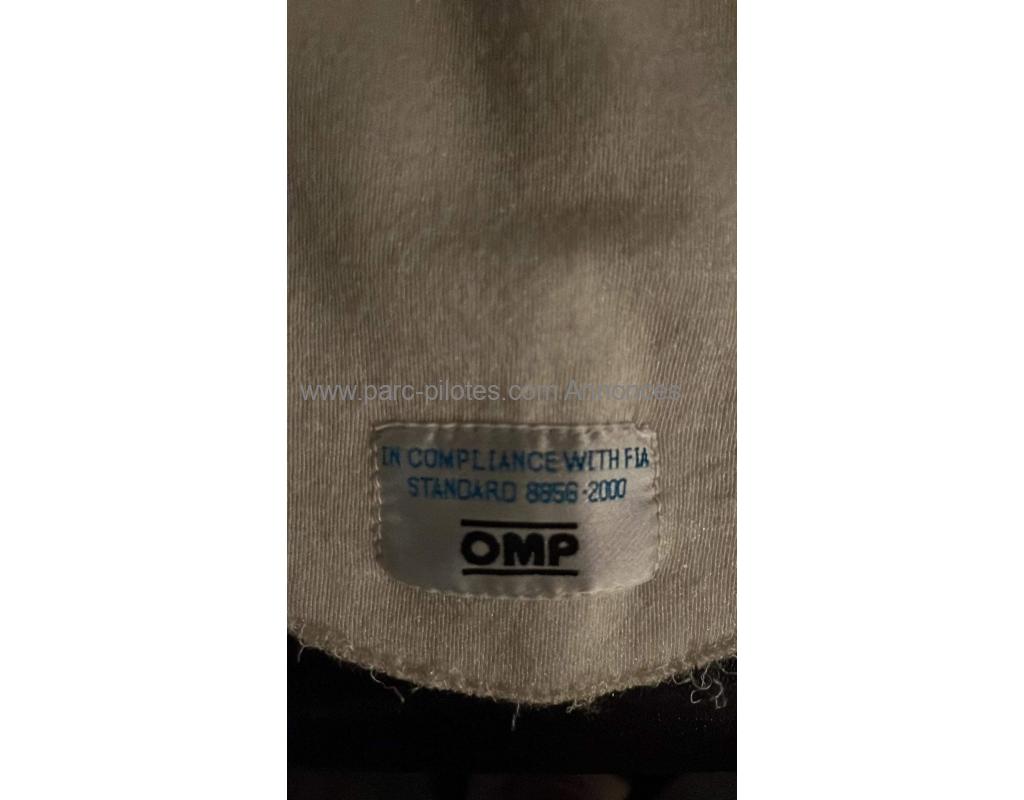 www.parc-pilotes.com Annonces
IN COMPLIANCE WITH FIA
STANDARD 8856-2000
OMP